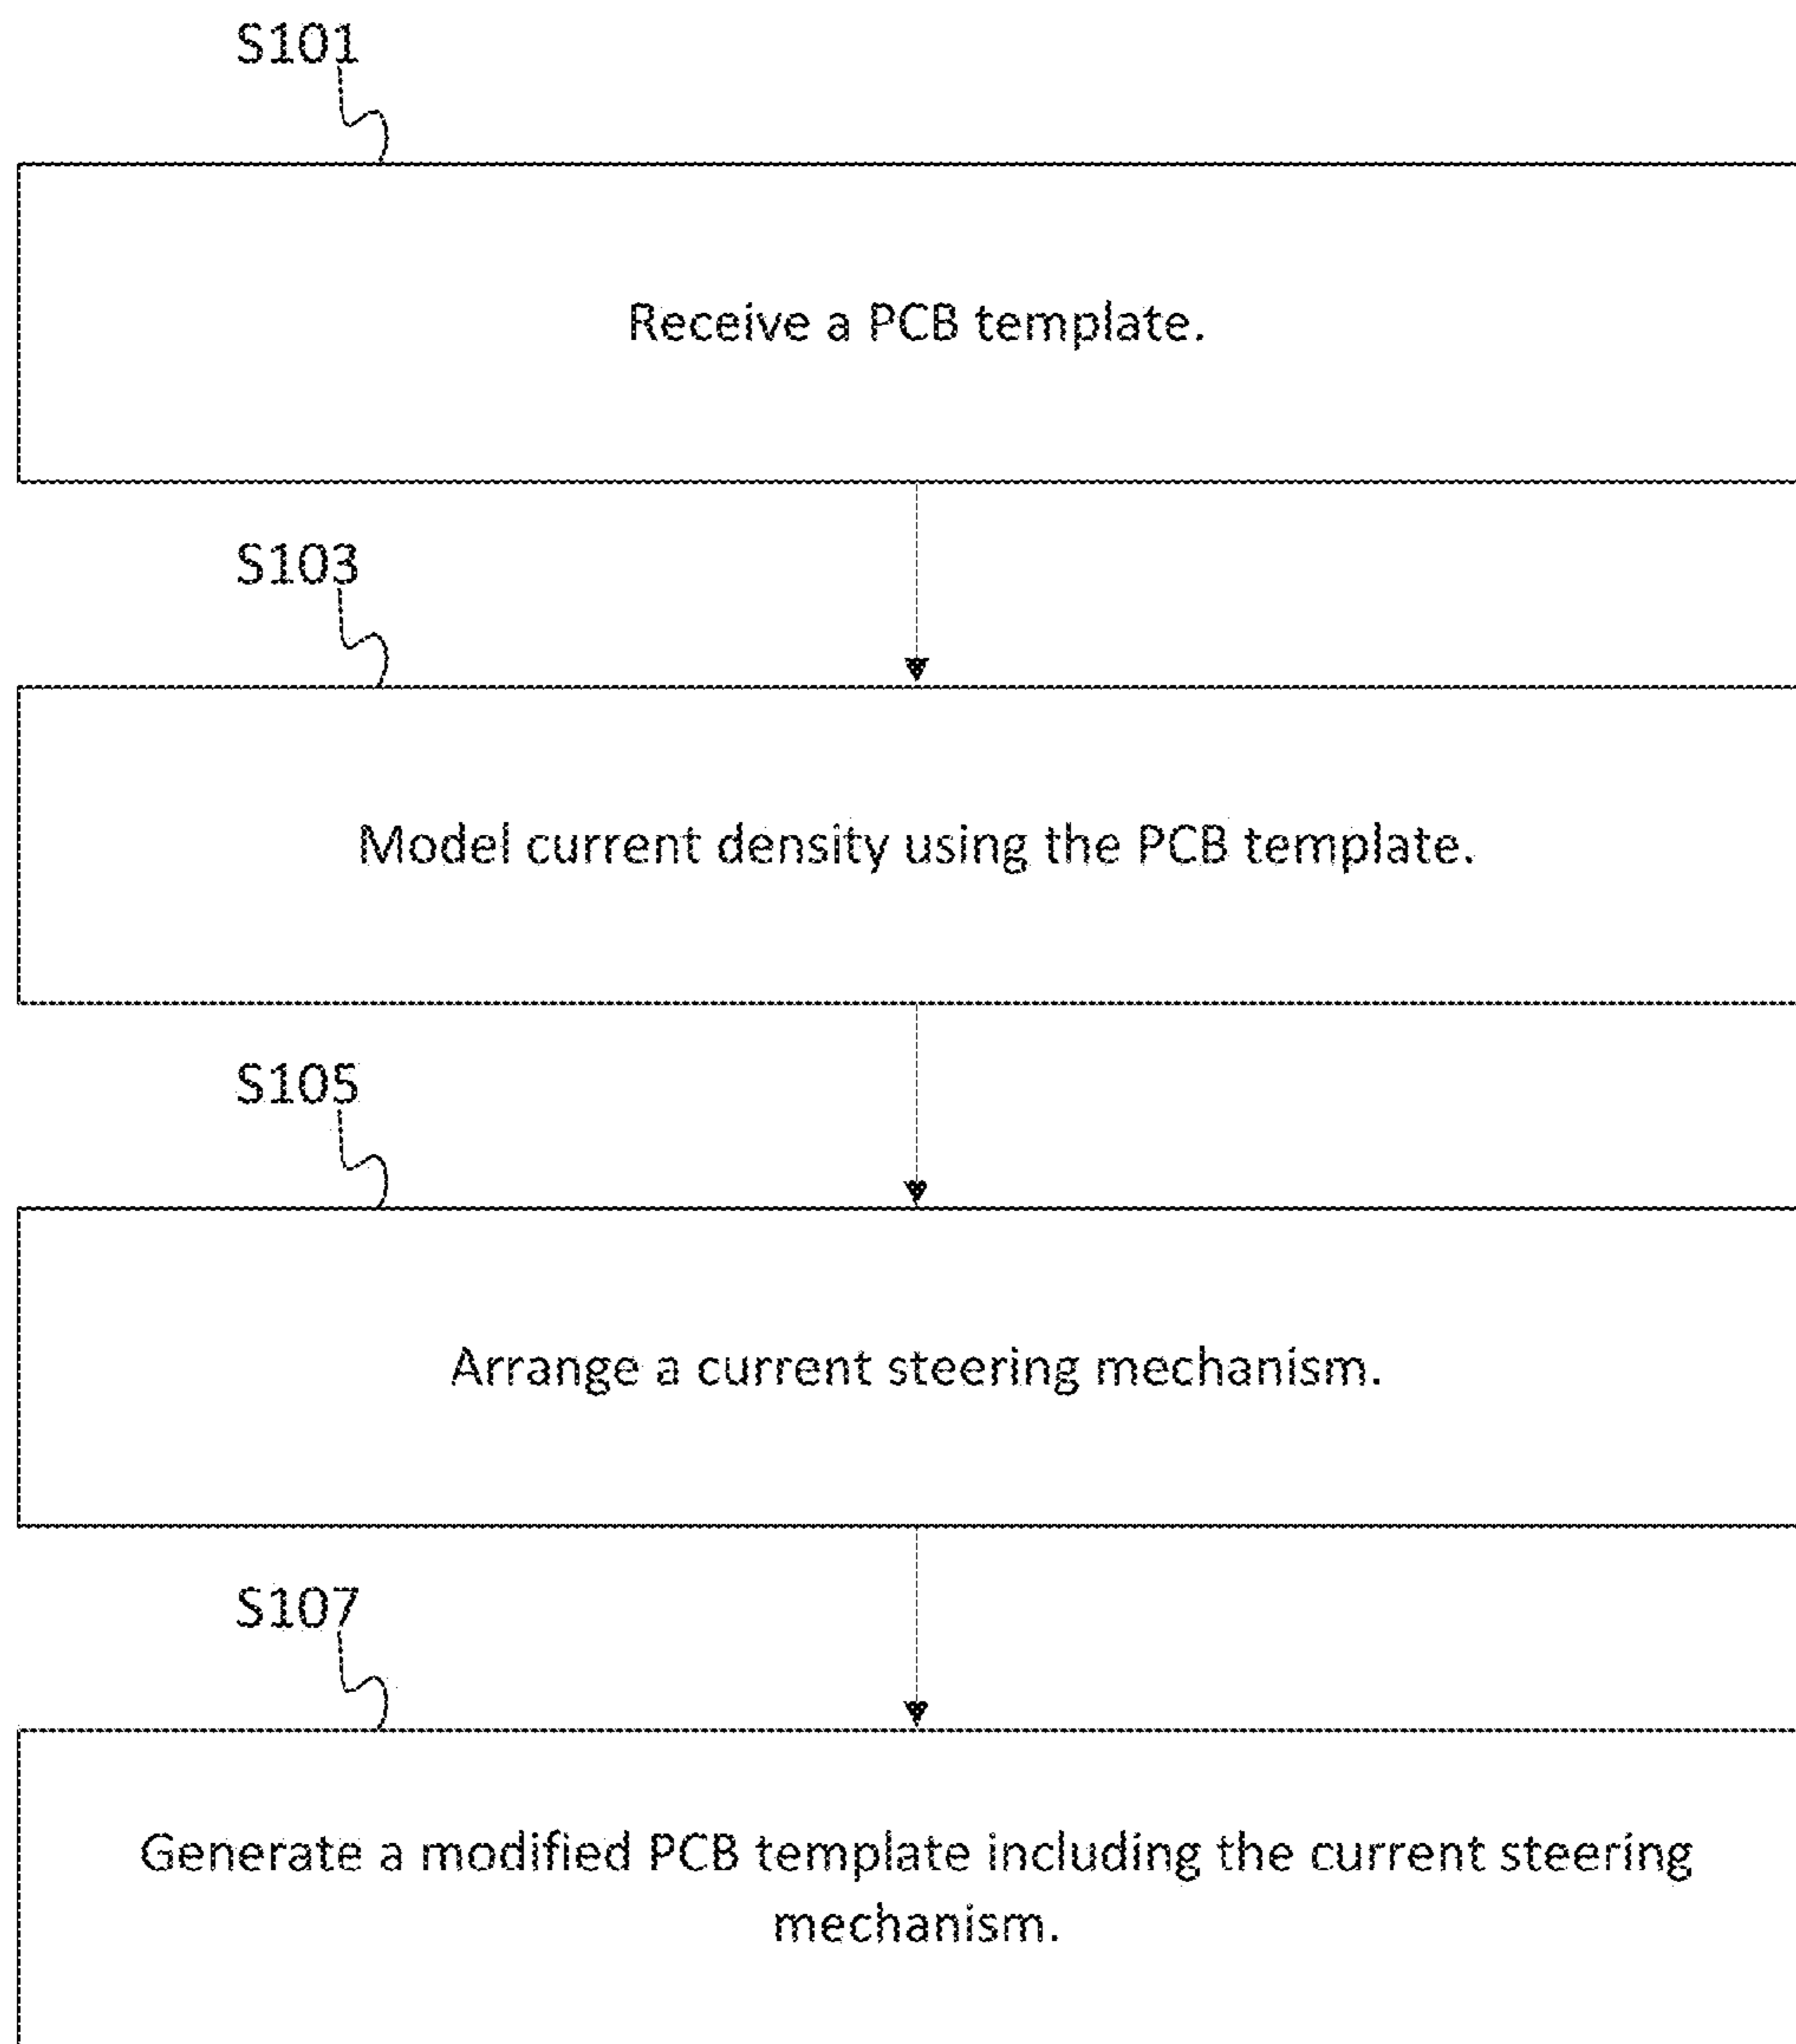 S101
Receive a PCB template.
S103
Model current density using the PCB template.
S105
Arrange a current steering mechanism.
S107
Generate a modified PCB template including the current steering
mechanism.